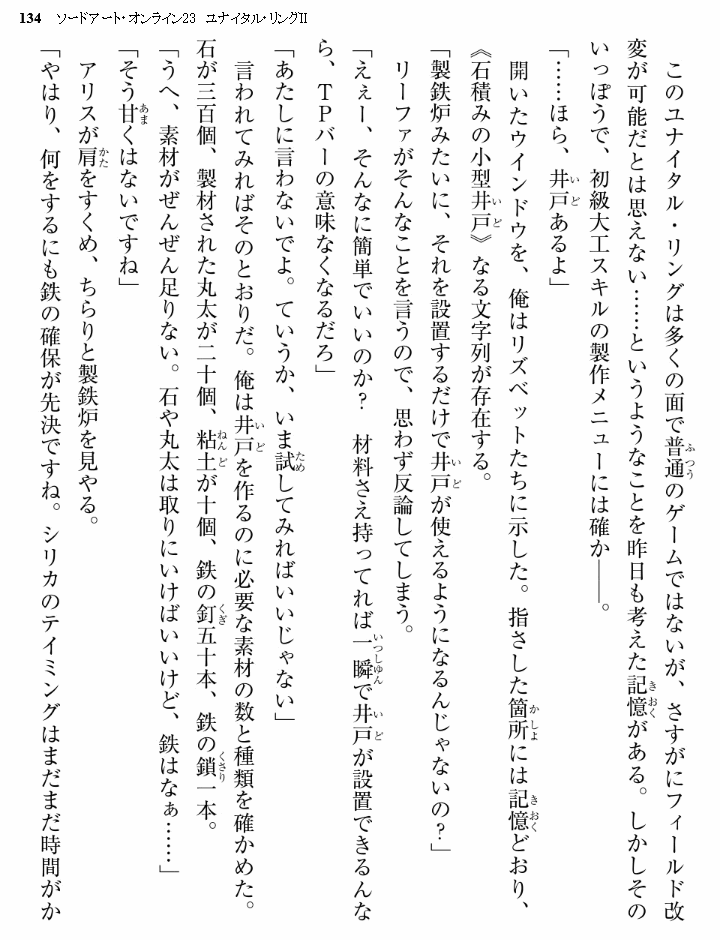 134　ソードアート・オンライン23　ユナイタル・リングⅡ
　このユナイタル・リングは多くの面で普通のゲームではないが、さすがにフィールド改
変が可能だとは思えない……というようなことを昨日も考えた記憶がある。しかしその
いっぽうで、初級大工スキルの製作メニューには確か――。
「……ほら、井戸あるよ」
　開いたウインドウを、俺はリズベットたちに示した。指さした箇所には記憶どおり、
《石積みの小型井戸》なる文字列が存在する。
「製鉄炉みたいに、それを設置するだけで井戸が使えるようになるんじゃないの？」
　リーファがそんなことを言うので、思わず反論してしまう。
「えぇー、そんなに簡単でいいのか？　材料さえ持ってれば一瞬で井戸が設置できるんな
ら、ＴＰバーの意味なくなるだろ」
「あたしに言わないでよ。ていうか、いま試してみればいいじゃない」
　言われてみればそのとおりだ。俺は井戸を作るのに必要な素材の数と種類を確かめた。
石が三百個、製材された丸太が二十個、粘土が十個、鉄の釘五十本、鉄の鎖一本。
「うへ、素材がぜんぜん足りない。石や丸太は取りにいけばいいけど、鉄はなぁ……」
「そう甘くはないですね」
　アリスが肩をすくめ、ちらりと製鉄炉を見やる。
「やはり、何をするにも鉄の確保が先決ですね。シリカのテイミングはまだまだ時間がか